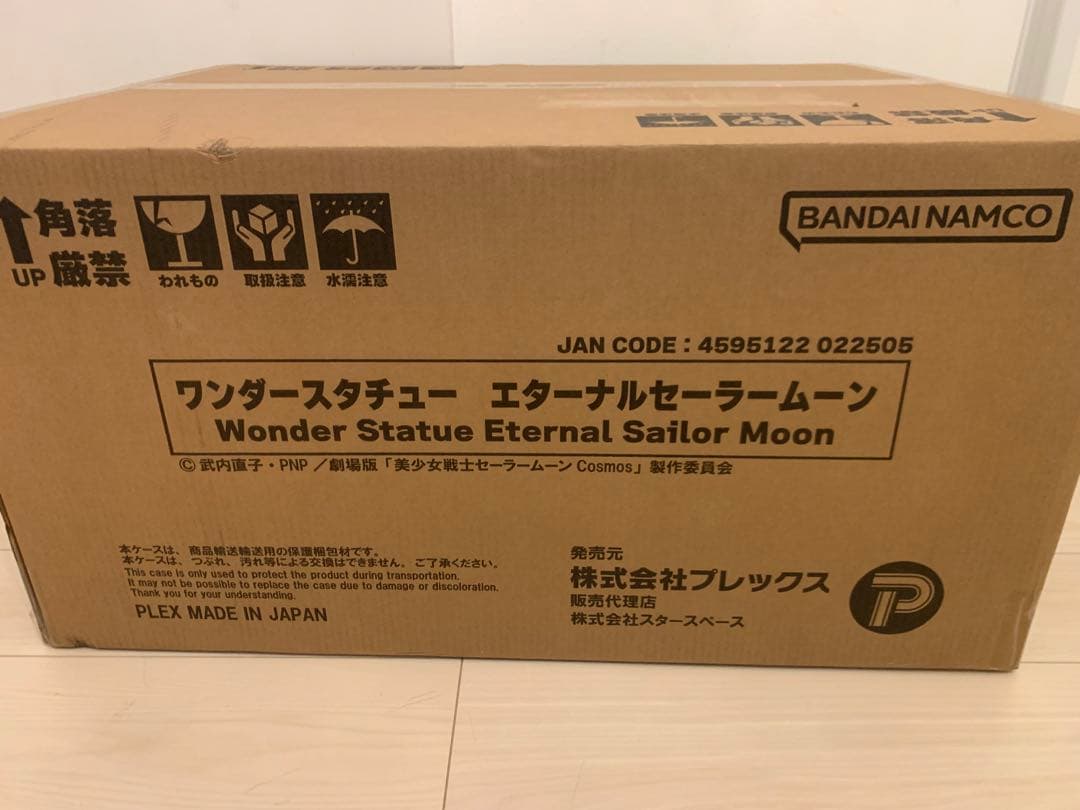 角落
UP 厳禁
われもの
取扱注意
水濡注意
BANDAI NAMCO
JAN CODE : 4595122 022505
ワンダースタチュー エターナルセーラームーン
Wonder Statue Eternal Sailor Moon
© 武内直子・PNP／劇場版「美少女戦士セーラームーン Cosmos」製作委員会
本ケースは、商品輸送輸送用の保護梱包材です。
本ケースは、つぶれ、汚れ等による交換はできません。ご了承ください。
This case is only used to protect the product during transportation.
It may not be possible to replace the case due to damage or discoloration.
Thank you for your understanding.
PLEX MADE IN JAPAN
発売元
株式会社プレックス
販売代理店
株式会社スタースペース
P